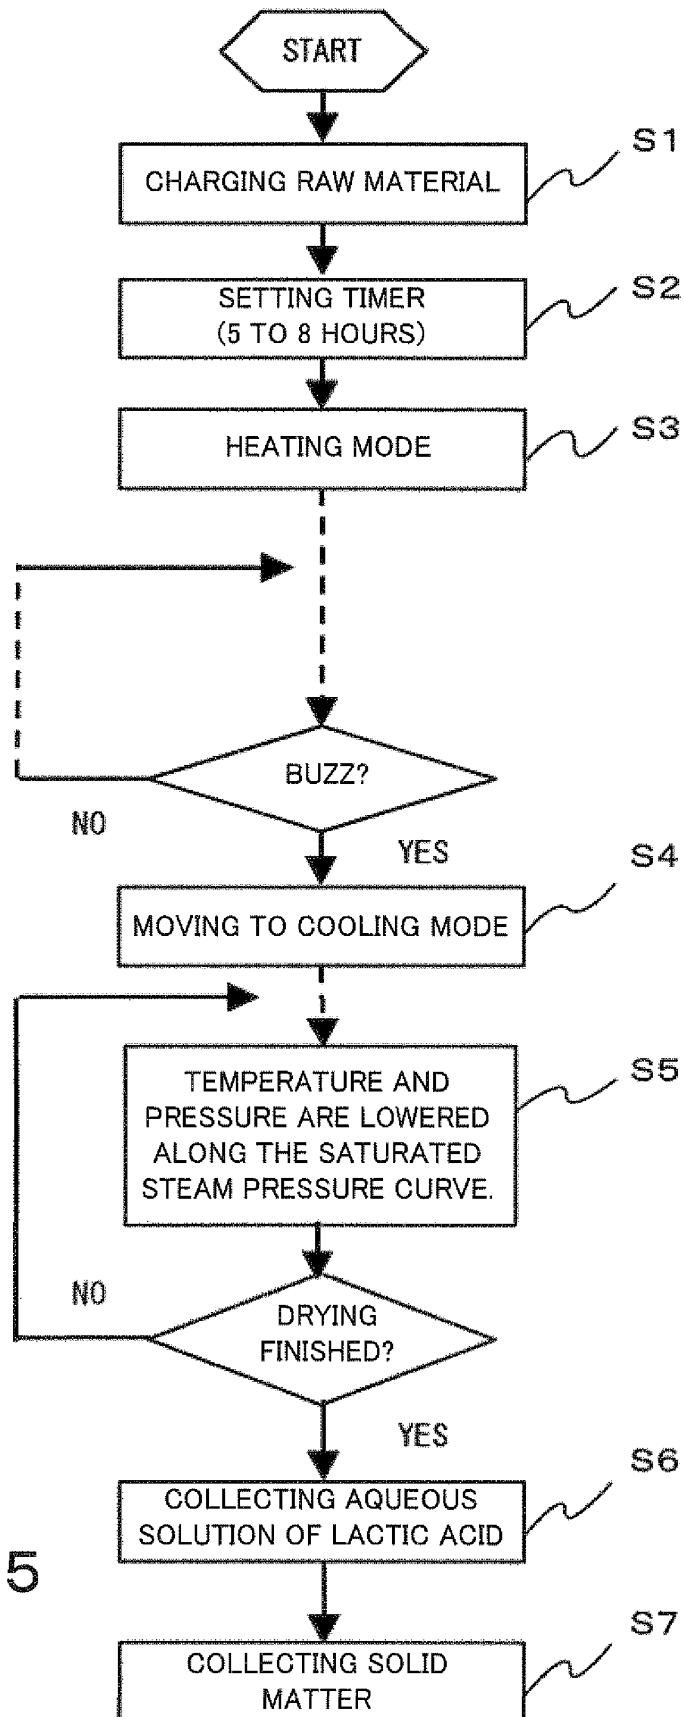 START
S1
CHARGING RAW MATERIAL
S2
SETTING TIMER
(5 TO 8 HOURS)
S3
HEATING MODE
BUZZ?
NO
YES
S4
MOVING TO COOLING MODE
S5
TEMPERATURE AND
PRESSURE ARE LOWERED
ALONG THE SATURATED
STEAM PRESSURE CURVE.
NO
DRYING
FINISHED?
YES
S6
COLLECTING AQUEOUS
SOLUTION OF LACTIC ACID
5
S7
COLLECTING SOLID
MATTER